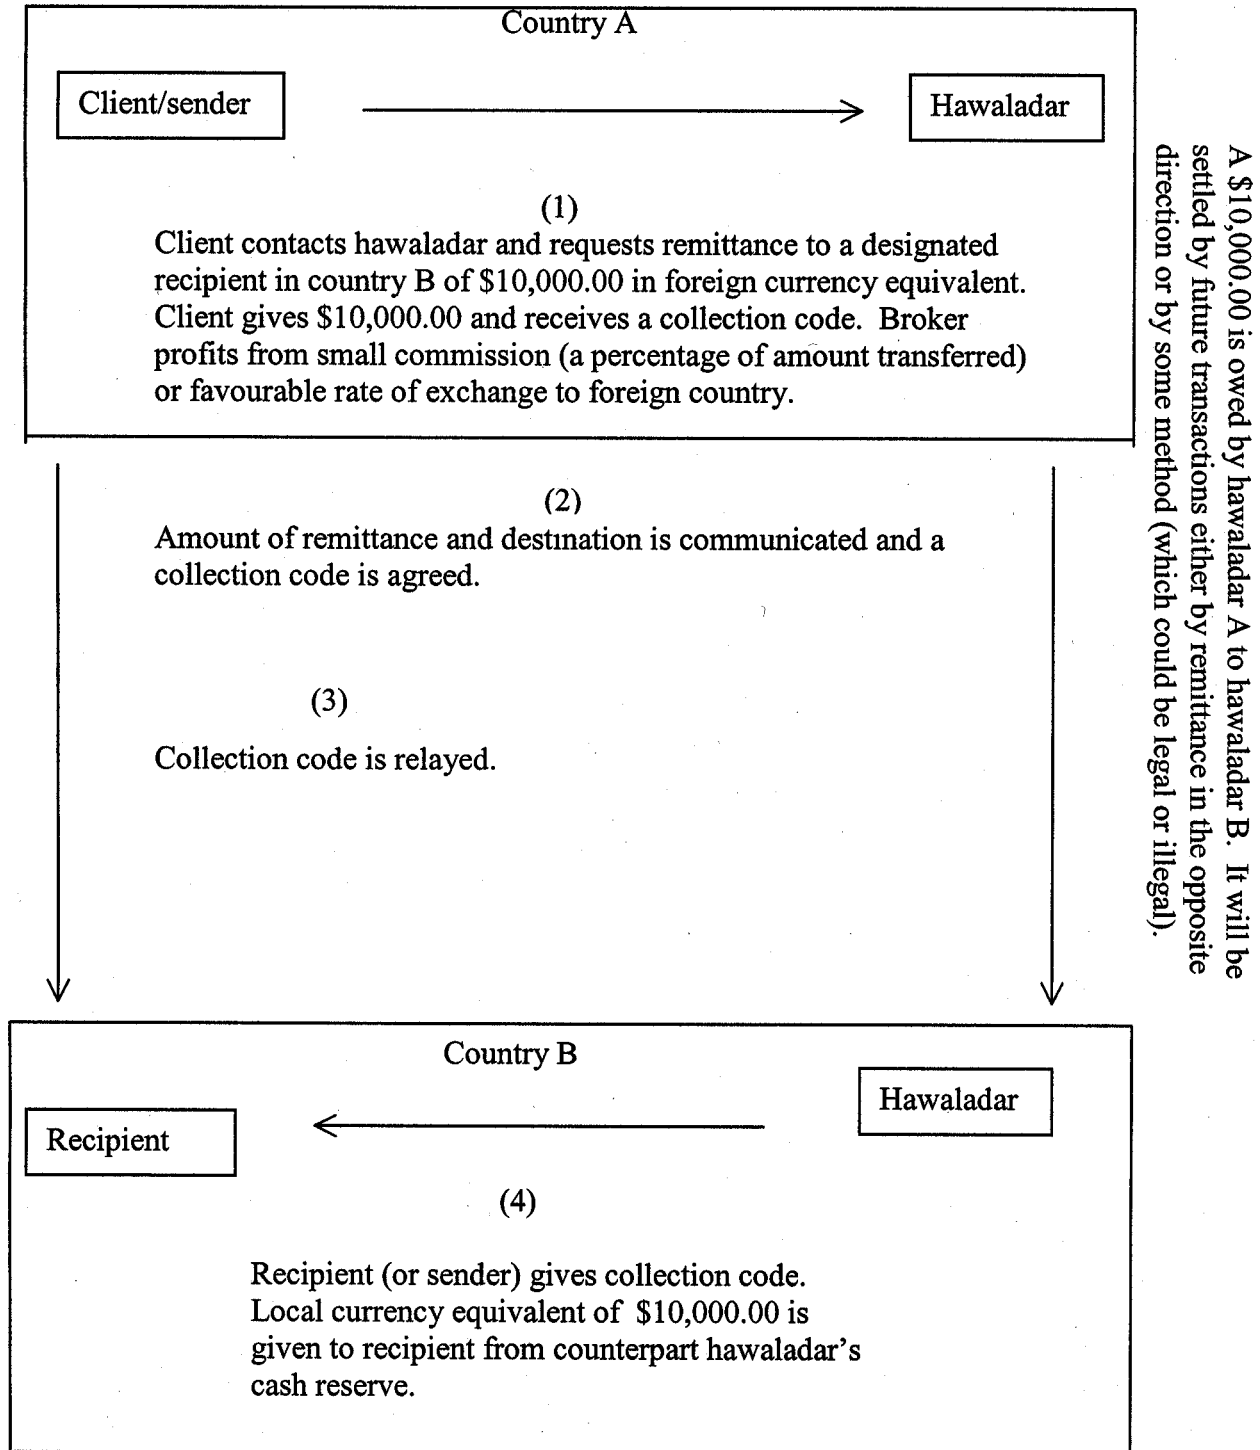 Country A
Client/sender
Hawaladar
(1)
Client contacts hawaladar and requests remittance to a designated
recipient in country B of $10,000.00 in foreign currency equivalent.
Client gives $10,000.00 and receives a collection code. Broker
profits from small commission (a percentage of amount transferred)
or favourable rate of exchange to foreign country.
A $10,000.00 is owed by hawaladar A to hawaladar B. It will be
settled by future transactions either by remittance in the opposite
direction or by some method (which could be legal or illegal).
(2)
Amount of remittance and destination is communicated and a
collection code is agreed.
(3)
Collection code is relayed.
Country B
Hawaladar
Recipient
(4)
Recipient (or sender) gives collection code.
Local currency equivalent of $10,000.00 is
given to recipient from counterpart hawaladar's
cash reserve.